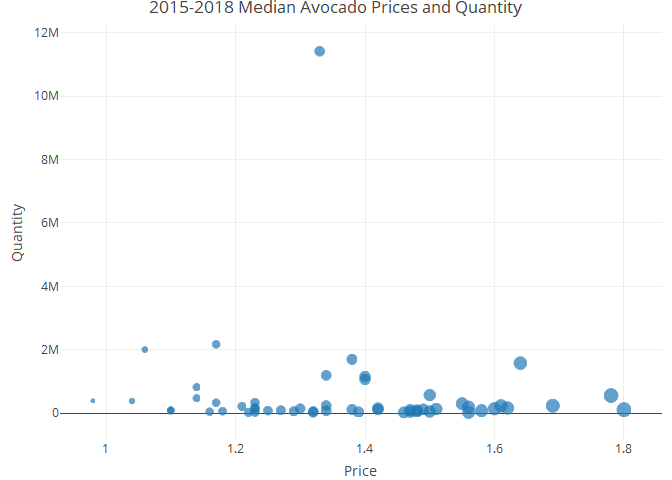 2015-2018 Median Avocado Prices and Quantity
12M
10M
8M
6M
4M
2M
0
Quantity
1
1.2
1.4
1.6
1.8
Price